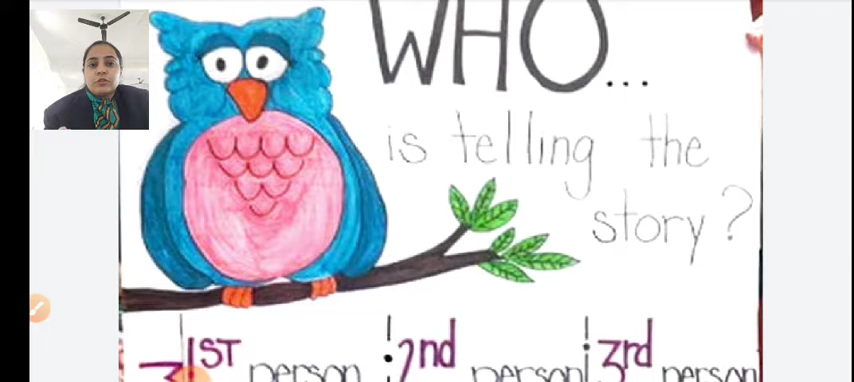 WHO...
is telling the
story?
1ST person 2nd person 3rd person